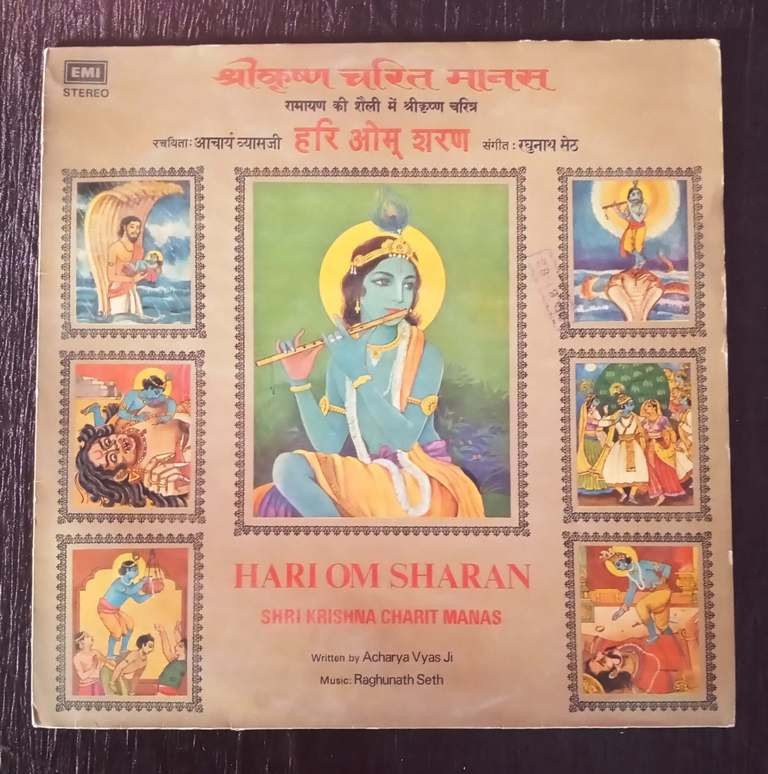 EMI
STEREO
श्रीकृष्ण चरित मानस
रामायण की शैली में श्रीकृष्ण चरित्र
रचयिता: आचार्य व्यासजी हरि ओम् शरण संगीत : रघुनाथ सेठ
HARI OM SHARAN
SHRI KRISHNA CHARIT MANAS
Written by Acharya Vyas Ji
Music: Raghunath Seth